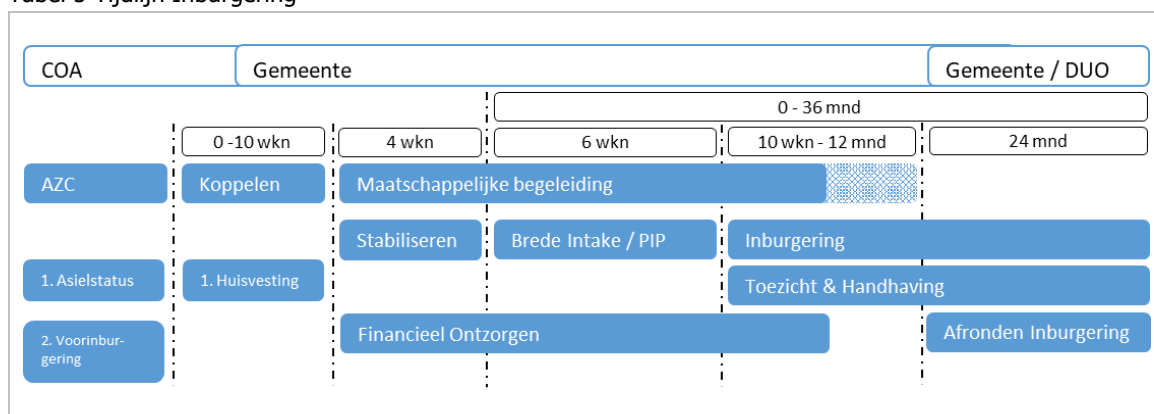 Tabel Tijdlijn Inburgering
COA
Gemeente
Gemeente / DUO
0 - 36 mnd
0 -10 wkn
4 wkn
6 wkn
10 wkn - 12 mnd
24 mnd
AZC
Koppelen
Maatschappelijke begeleiding
Stabiliseren
Brede Intake / PIP
Inburgering
1. Asielstatus
1. Huisvesting
Toezicht & Handhaving
2. Voorinbur-
gering
Financieel Ontzorgen
Afronden Inburgering